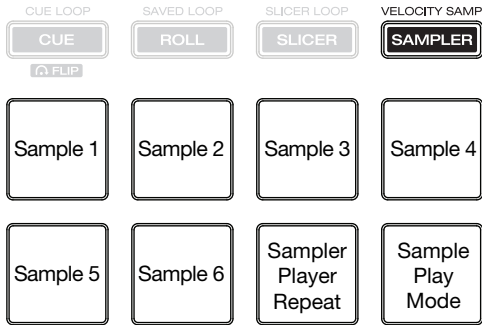 CUE LOOP SAVED LOOP SLICER LOOP VELOCITY SAMP
CUE ROLL SLICER SAMPLER
FLIP
Sample 1 Sample 2 Sample 3 Sample 4
Sample 5 Sample 6 Sampler Player Repeat Sample Play Mode